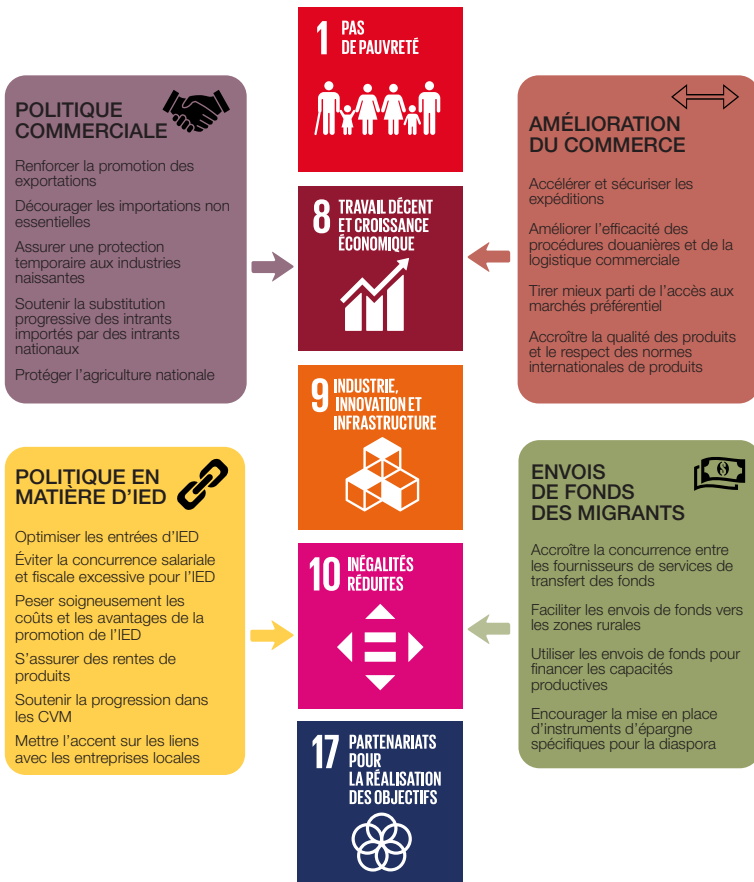 1 PAS
DE PAUVRETÉ
POLITIQUE
COMMERCIALE
Renforcer la promotion des
exportations
Décourager les importations non
essentielles
Assurer une protection
temporaire aux industries
naissantes
Soutenir la substitution
progressive des intrants
importés par des intrants
nationaux
Protéger l'agriculture nationale
8 TRAVAIL DÉCENT
ET CROISSANCE
ÉCONOMIQUE
AMÉLIORATION
DU COMMERCE
Accélérer et sécuriser les
expéditions
Améliorer l'efficacité des
procédures douanières et de la
logistique commerciale
Tirer mieux parti de l'accès aux
marchés préférentiel
Accroître la qualité des produits
et le respect des normes
internationales de produits
9 INDUSTRIE,
INNOVATION ET
INFRASTRUCTURE
POLITIQUE EN
MATIÈRE D'IED
Optimiser les entrées d'IED
Éviter la concurrence salariale
et fiscale excessive pour l'IED
Peser soigneusement les
coûts et les avantages de la
promotion de l'IED
S'assurer des rentes de
produits
Soutenir la progression dans
les CVM
Mettre l'accent sur les liens
avec les entreprises locales
10 INÉGALITÉS
RÉDUITES
ENVOIS
DE FONDS
DES MIGRANTS
$
Accroître la concurrence entre
les fournisseurs de services de
transfert des fonds
Faciliter les envois de fonds vers
les zones rurales
Utiliser les envois de fonds pour
financer les capacités
productives
Encourager la mise en place
d'instruments d'épargne
spécifiques pour la diaspora
17 PARTENARIATS
POUR
LA RÉALISATION
DES OBJECTIFS